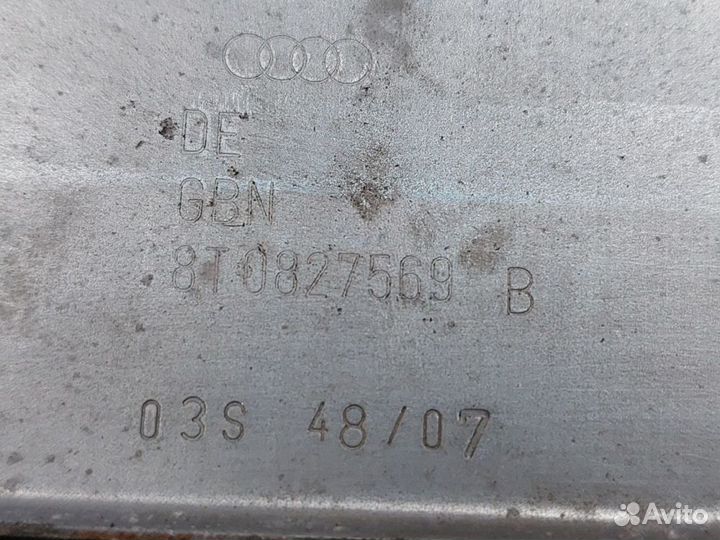 DE
GBN
8T0827569 B
03S 48/07
Avito